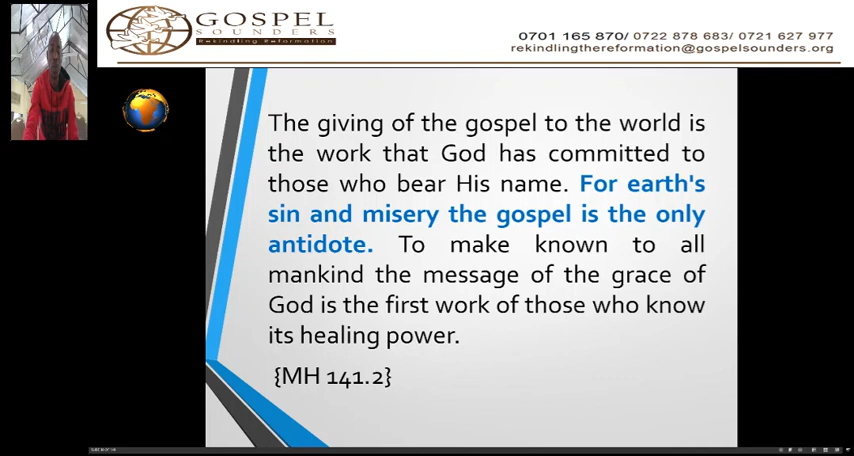 GOSPEL
SOUNDERS
Rekindling Reformation
0701 165 870/ 0722 878 683/ 0721 627 977
rekindlingthereformation@gospelsounders.org
The giving of the gospel to the world is
the work that God has committed to
those who bear His name. For earth's
sin and misery the gospel is the only
antidote. To make known to all
mankind the message of the grace of
God is the first work of those who know
its healing power.
{MH 141.2}